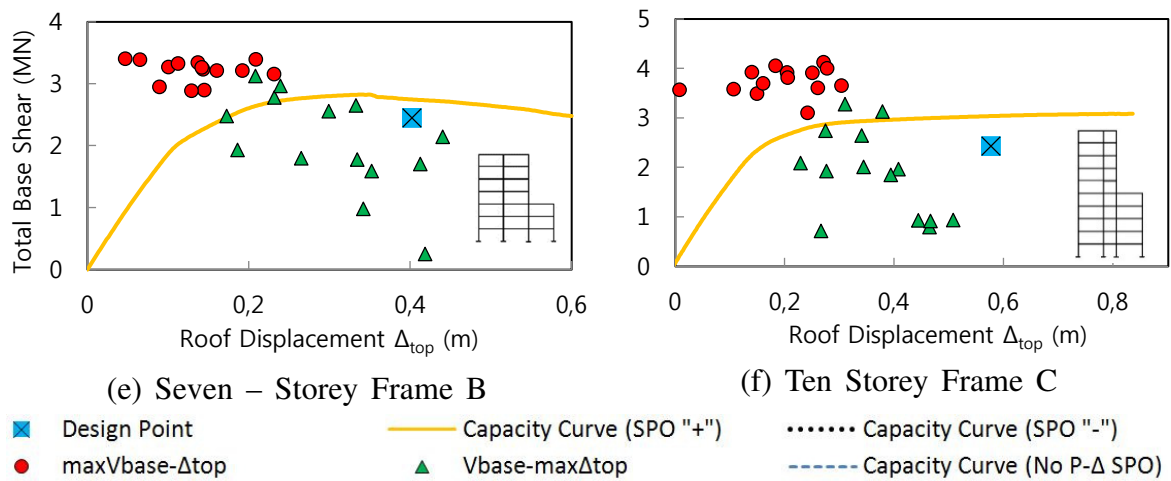 4
3
2
1
0
Total Base Shear (MN)
0
0,2
0,4
0,6
Roof Displacement Δtop (m)
(e) Seven – Storey Frame B
5
4
3
2
1
0
0
0,2
0,4
0,6
0,8
Roof Displacement Δtop (m)
(f) Ten Storey Frame C
Design Point
Capacity Curve (SPO "+")
Capacity Curve (SPO "-")
maxVbase-Δtop
Vbase-maxΔtop
Capacity Curve (No P-Δ SPO)